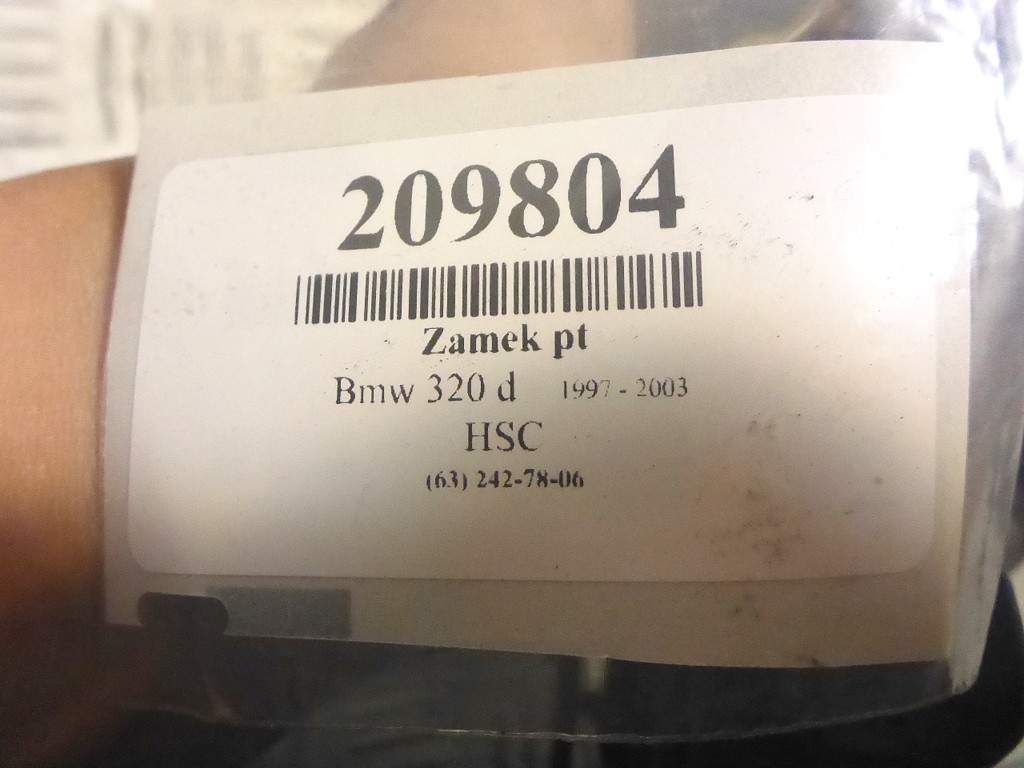 209804
Zamek pt
Bmw 320 d 1997 - 2003
HSC
(63) 242-78-06